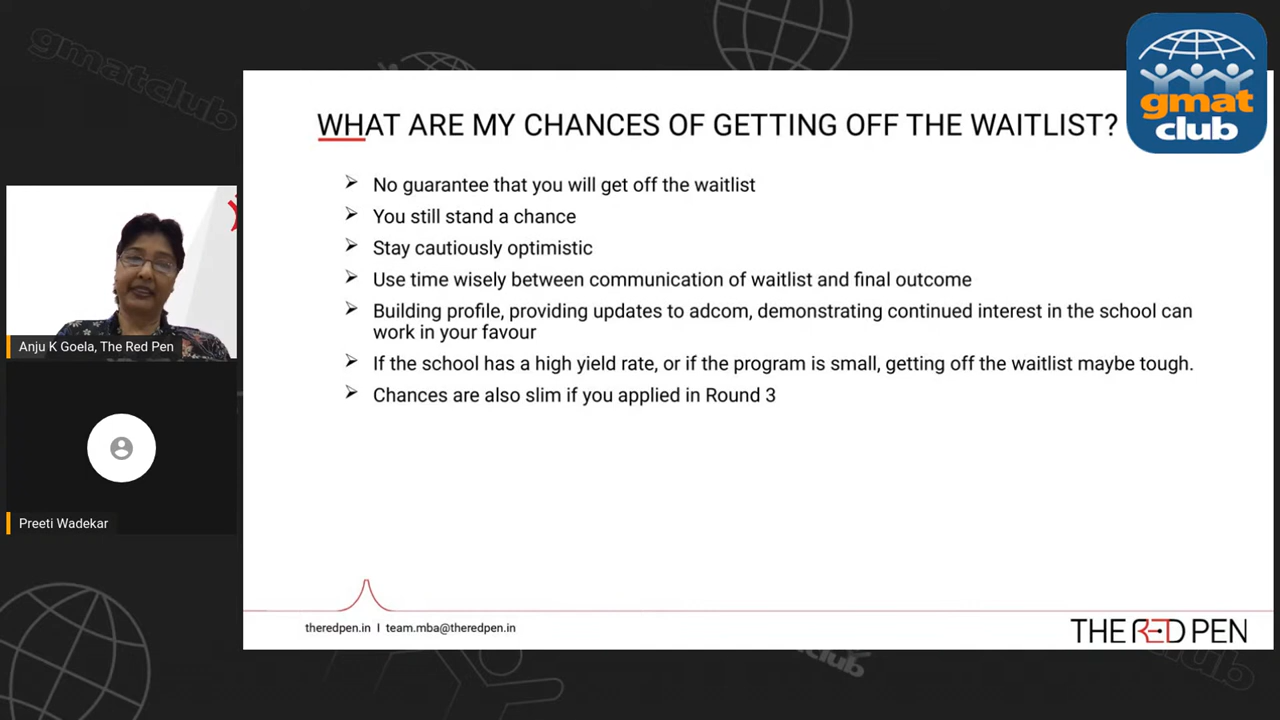 gmatclub
gmat
club
WHAT ARE MY CHANCES OF GETTING OFF THE WAITLIST?
No guarantee that you will get off the waitlist
You still stand a chance
Stay cautiously optimistic
Use time wisely between communication of waitlist and final outcome
Building profile, providing updates to adcom, demonstrating continued interest in the school can
work in your favour
If the school has a high yield rate, or if the program is small, getting off the waitlist maybe tough.
Chances are also slim if you applied in Round 3
Anju K Goela, The Red Pen
Preeti Wadekar
theredpen.in I team.mba@theredpen.in
THE RED PEN
club